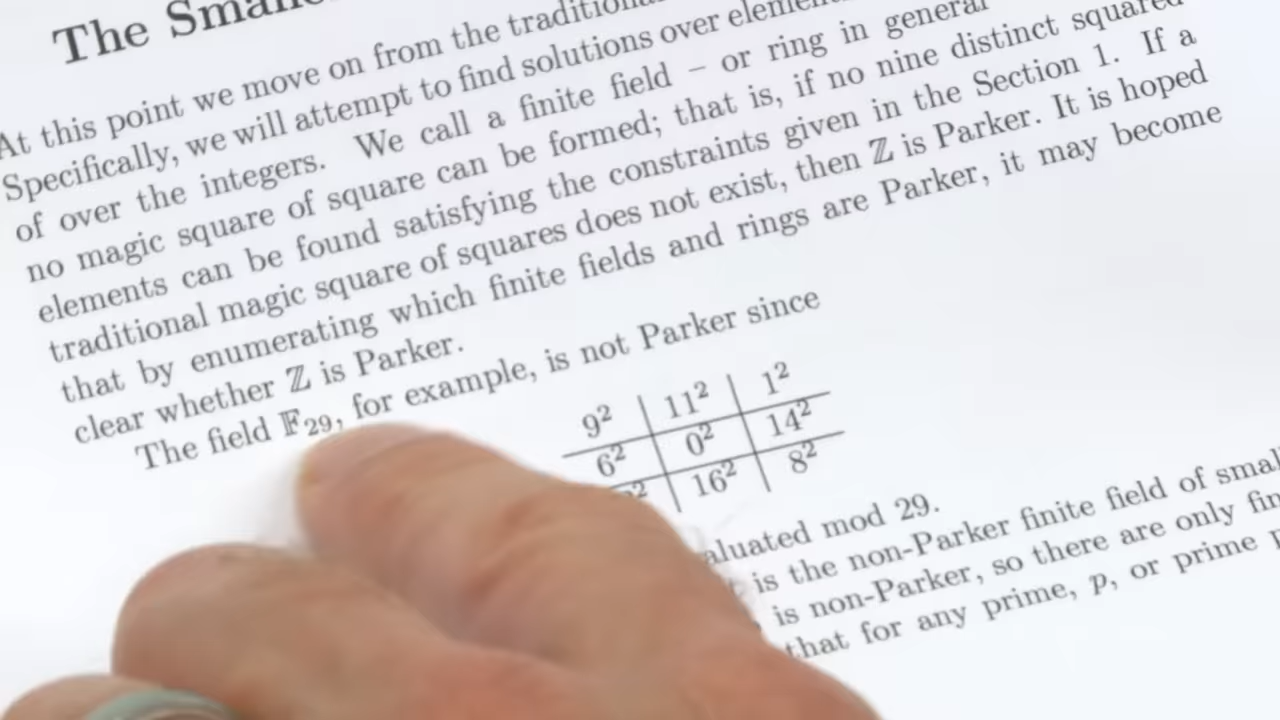 The Smalle
At this point we move on from the traditional
Specifically, we will attempt to find solutions over element
of over the integers. We call a finite field – or ring in general
no magic square of square can be formed; that is, if no nine distinct squared
elements can be found satisfying the constraints given in the Section 1. If a
traditional magic square of squares does not exist, then ℤ is Parker. It is hoped
that by enumerating which finite fields and rings are Parker, it may become
clear whether ℤ is Parker.
The field 𝔽₂₉, for example, is not Parker since
9² 11² 1²
6² 0² 14²
² 16² 8²
aluated mod 29.
is the non-Parker finite field of small
is non-Parker, so there are only fin
that for any prime, p, or prime p